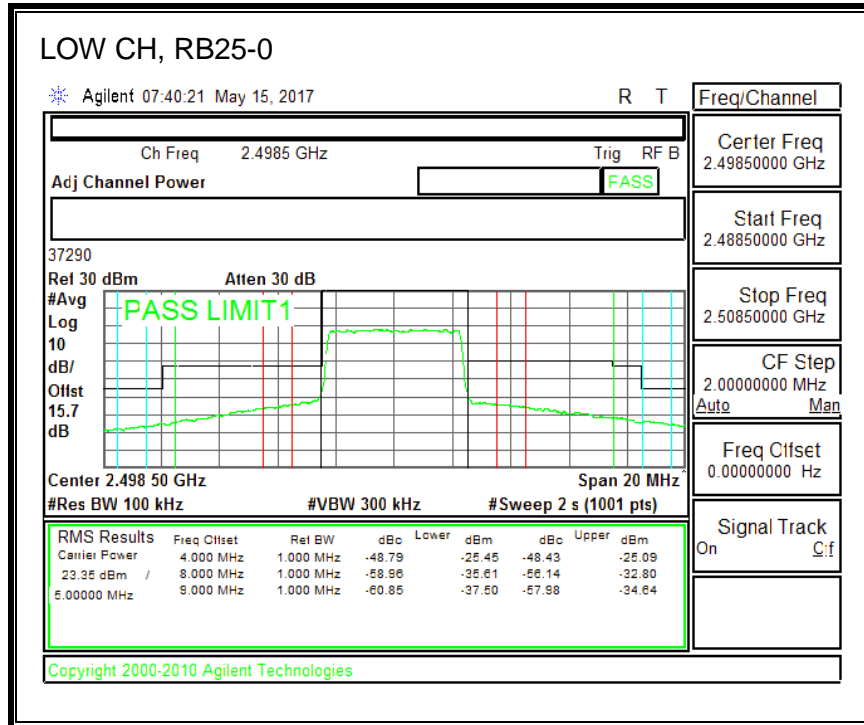 LOW CH, RB25-0
Agilent 07:40:21 May 15, 2017 R T
Freq/Channel
Ch Freq 2.4985 GHz Trig RF B
Adj Channel Power PASS
Center Freq
2.49850000 GHz
Start Freq
2.48850000 GHz
Stop Freq
2.50850000 GHz
CF Step
2.00000000 MHz
Auto Man
Freq Offset
0.00000000 Hz
Signal Track
On Off
37290
Ref 30 dBm Atten 30 dB
#Avg
Log
10
dB/
Offst
15.7
dB
PASS LIMIT1
Center 2.498 50 GHz Span 20 MHz
#Res BW 100 kHz #VBW 300 kHz #Sweep 2 s (1001 pts)
RMS Results Freq Offset Ref BW dBc Lower dBm dBc Upper dBm
Carrier Power 4.000 MHz 1.000 MHz -48.79 -25.45 -48.43 -25.09
23.35 dBm / 8.000 MHz 1.000 MHz -58.96 -35.61 -56.14 -32.80
5.00000 MHz 9.000 MHz 1.000 MHz -60.85 -37.50 -57.98 -34.64
Copyright 2000-2010 Agilent Technologies